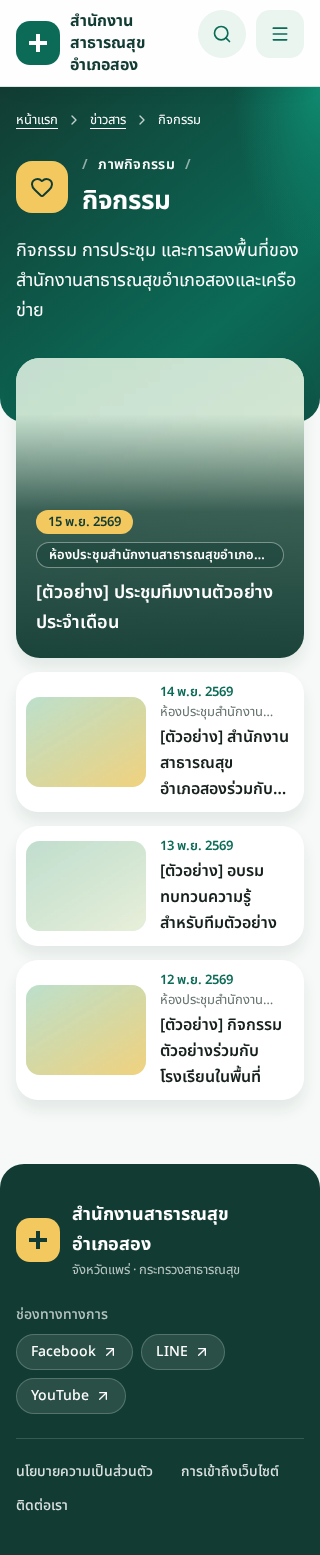 สำนักงาน
สาธารณสุข
อำเภอสอง
หน้าแรก > ข่าวสาร > กิจกรรม
/ ภาพกิจกรรม /
กิจกรรม
กิจกรรม การประชุม และการลงพื้นที่ของ
สำนักงานสาธารณสุขอำเภอสองและเครือ
ข่าย
15 พ.ย. 2569
ห้องประชุมสำนักงานสาธารณสุขอำเภอ...
[ตัวอย่าง] ประชุมทีมงานตัวอย่าง
ประจำเดือน
14 พ.ย. 2569
ห้องประชุมสำนักงาน...
[ตัวอย่าง] สำนักงาน
สาธารณสุข
อำเภอสองร่วมกับ...
13 พ.ย. 2569
[ตัวอย่าง] อบรม
ทบทวนความรู้
สำหรับทีมตัวอย่าง
12 พ.ย. 2569
ห้องประชุมสำนักงาน...
[ตัวอย่าง] กิจกรรม
ตัวอย่างร่วมกับ
โรงเรียนในพื้นที่
สำนักงานสาธารณสุข
อำเภอสอง
จังหวัดแพร่ · กระทรวงสาธารณสุข
ช่องทางทางการ
Facebook LINE
YouTube
นโยบายความเป็นส่วนตัว การเข้าถึงเว็บไซต์
ติดต่อเรา